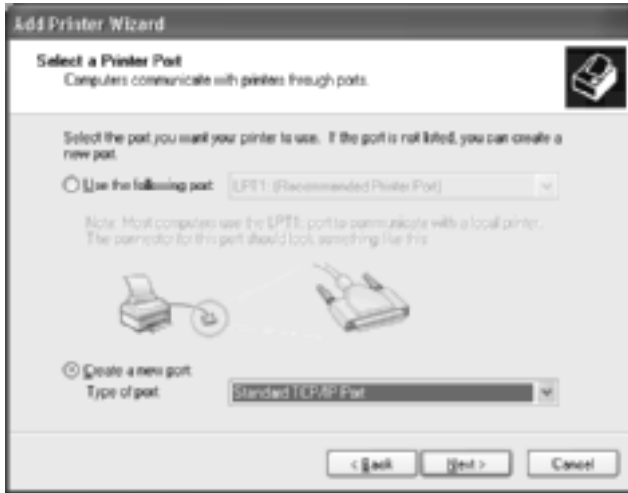 Add Printer Wizard
Select a Printer Port
Computers communicate with printers through ports.
Select the port you want your printer to use. If the port is not listed, you can create a
new port.
Use the following port: LPT1: (Recommended Printer Port)
Note: Most computers use the LPT1: port to communicate with a local printer.
The connector for this port should look something like this:
Create a new port:
Type of port: Standard TCP/IP Port
< Back Next > Cancel